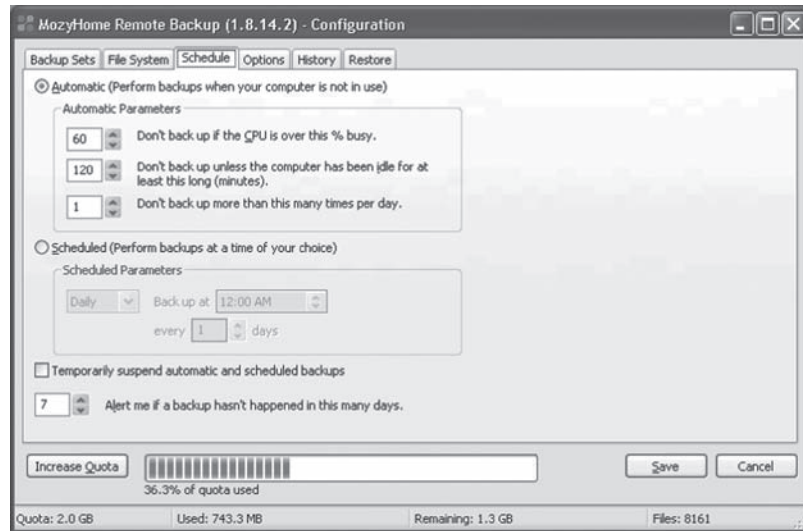 MozyHome Remote Backup (1.8.14.2) - Configuration
Backup Sets File System Schedule Options History Restore
Automatic (Perform backups when your computer is not in use)
Automatic Parameters
60 Don't back up if the CPU is over this % busy.
120 Don't back up unless the computer has been idle for at
least this long (minutes).
1 Don't back up more than this many times per day.
Scheduled (Perform backups at a time of your choice)
Scheduled Parameters
Daily Back up at 12:00 AM
every 1 days
Temporarily suspend automatic and scheduled backups
7 Alert me if a backup hasn't happened in this many days.
Increase Quota Save Cancel
36.3% of quota used
Quota: 2.0 GB Used: 743.3 MB Remaining: 1.3 GB Files: 8161